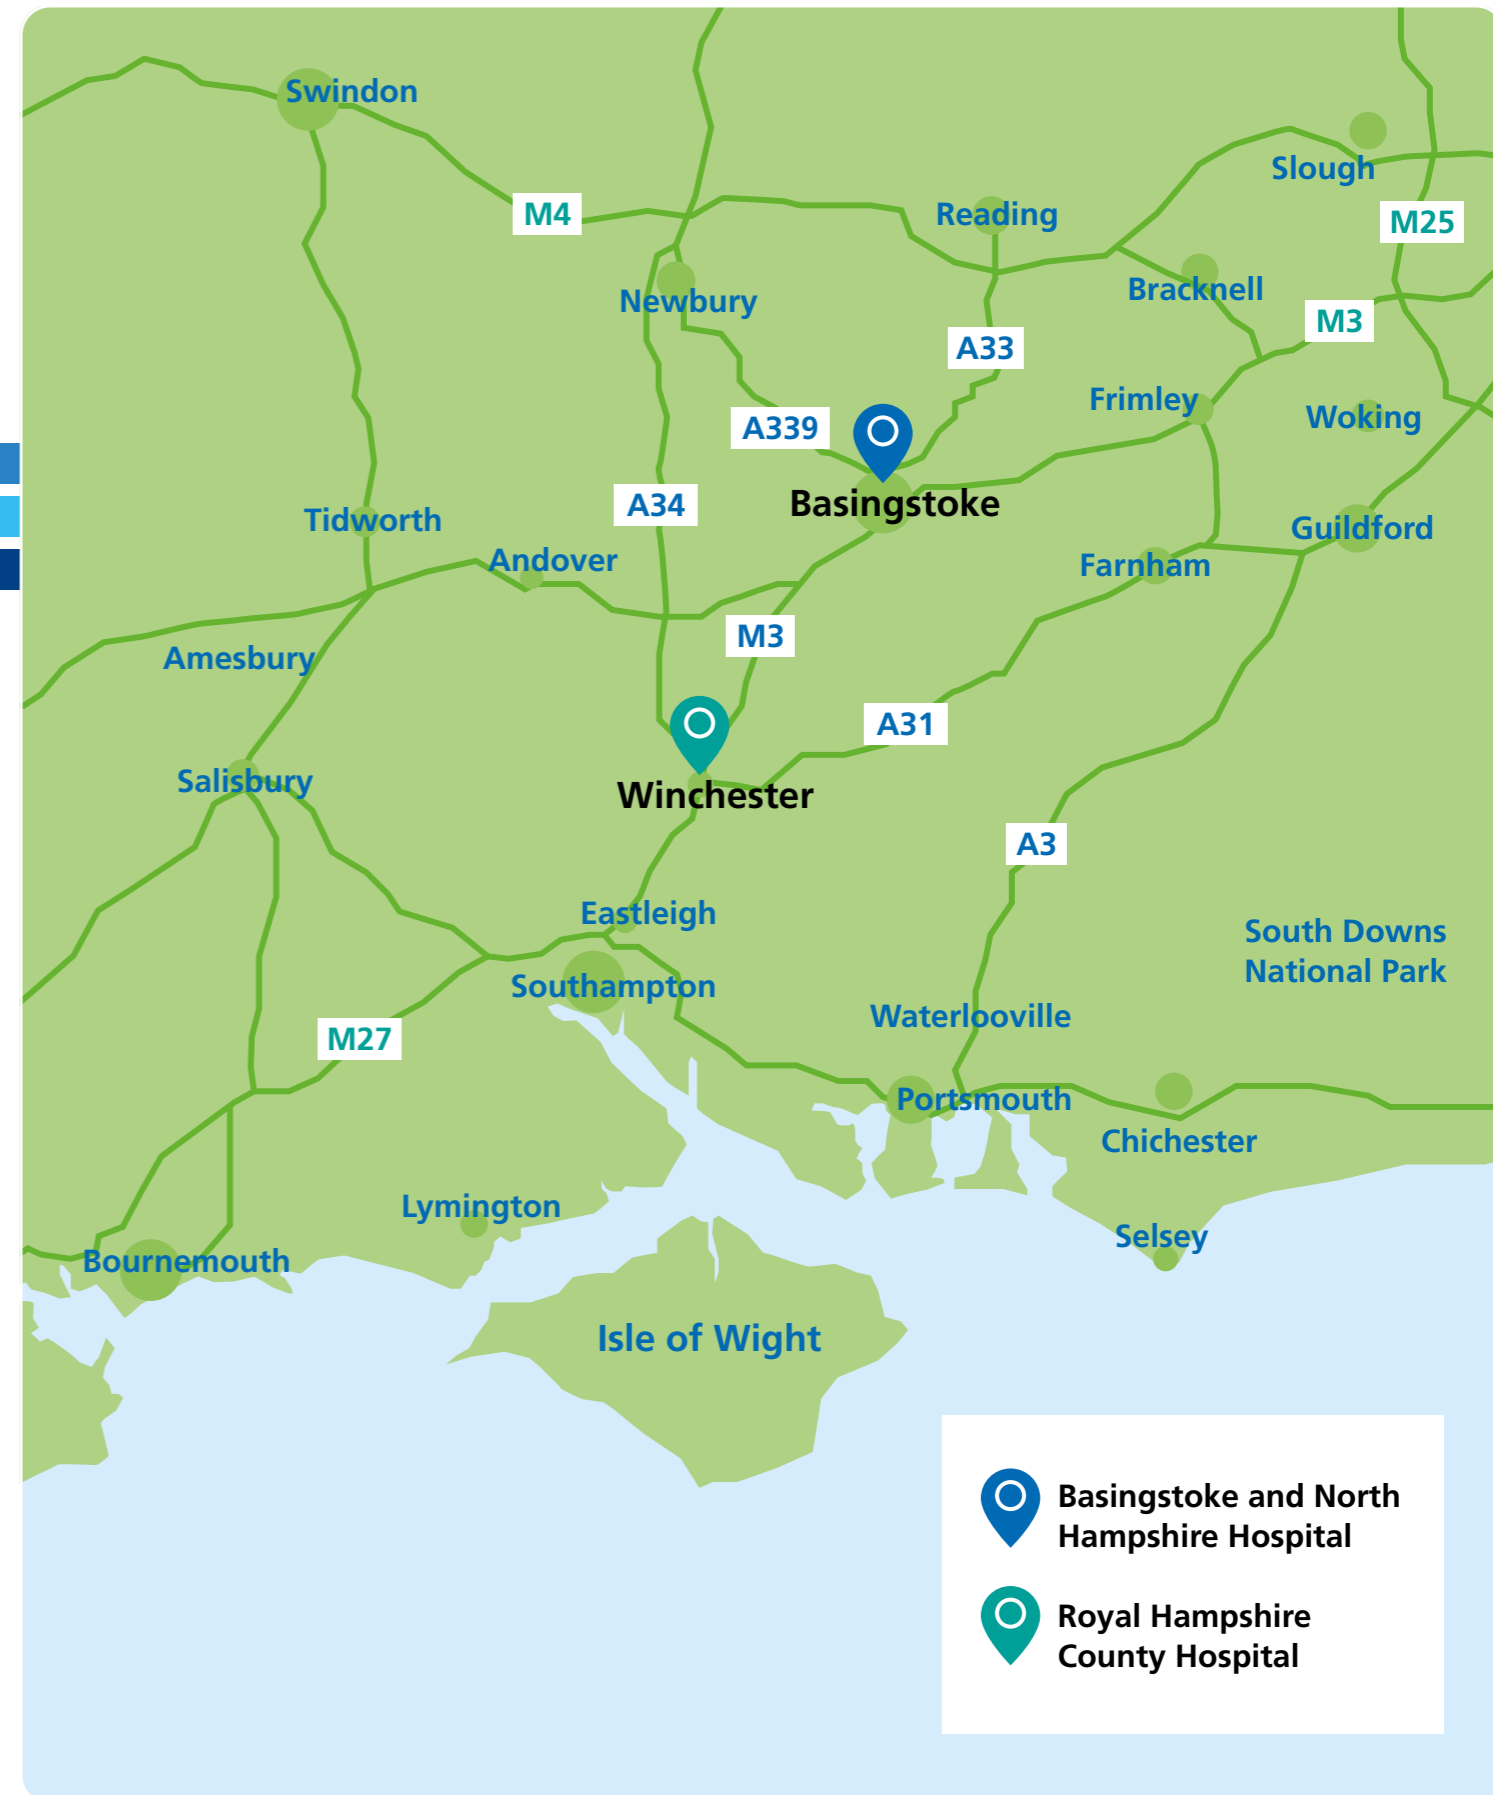 Swindon
Slough
M4
Reading
M25
Bracknell
Newbury
M3
A33
Frimley
Woking
A339
Basingstoke
A34
Tidworth
Guildford
Andover
Farnham
M3
Amesbury
A31
Salisbury
Winchester
A3
Eastleigh
South Downs
National Park
Southampton
Waterlooville
M27
Portsmouth
Chichester
Lymington
Selsey
Bournemouth
Isle of Wight
Basingstoke and North
Hampshire Hospital
Royal Hampshire
County Hospital